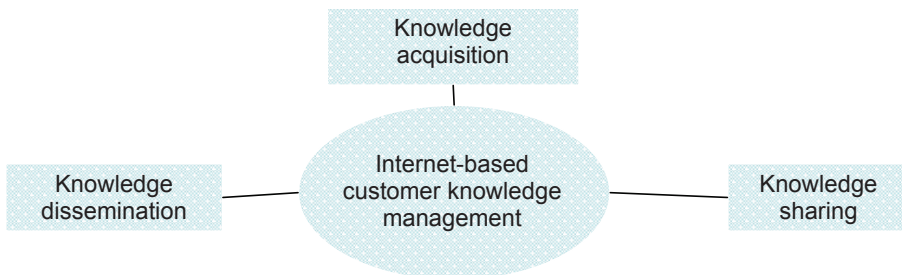 Knowledge
acquisition
Internet-based
customer knowledge
management
Knowledge
dissemination
Knowledge
sharing